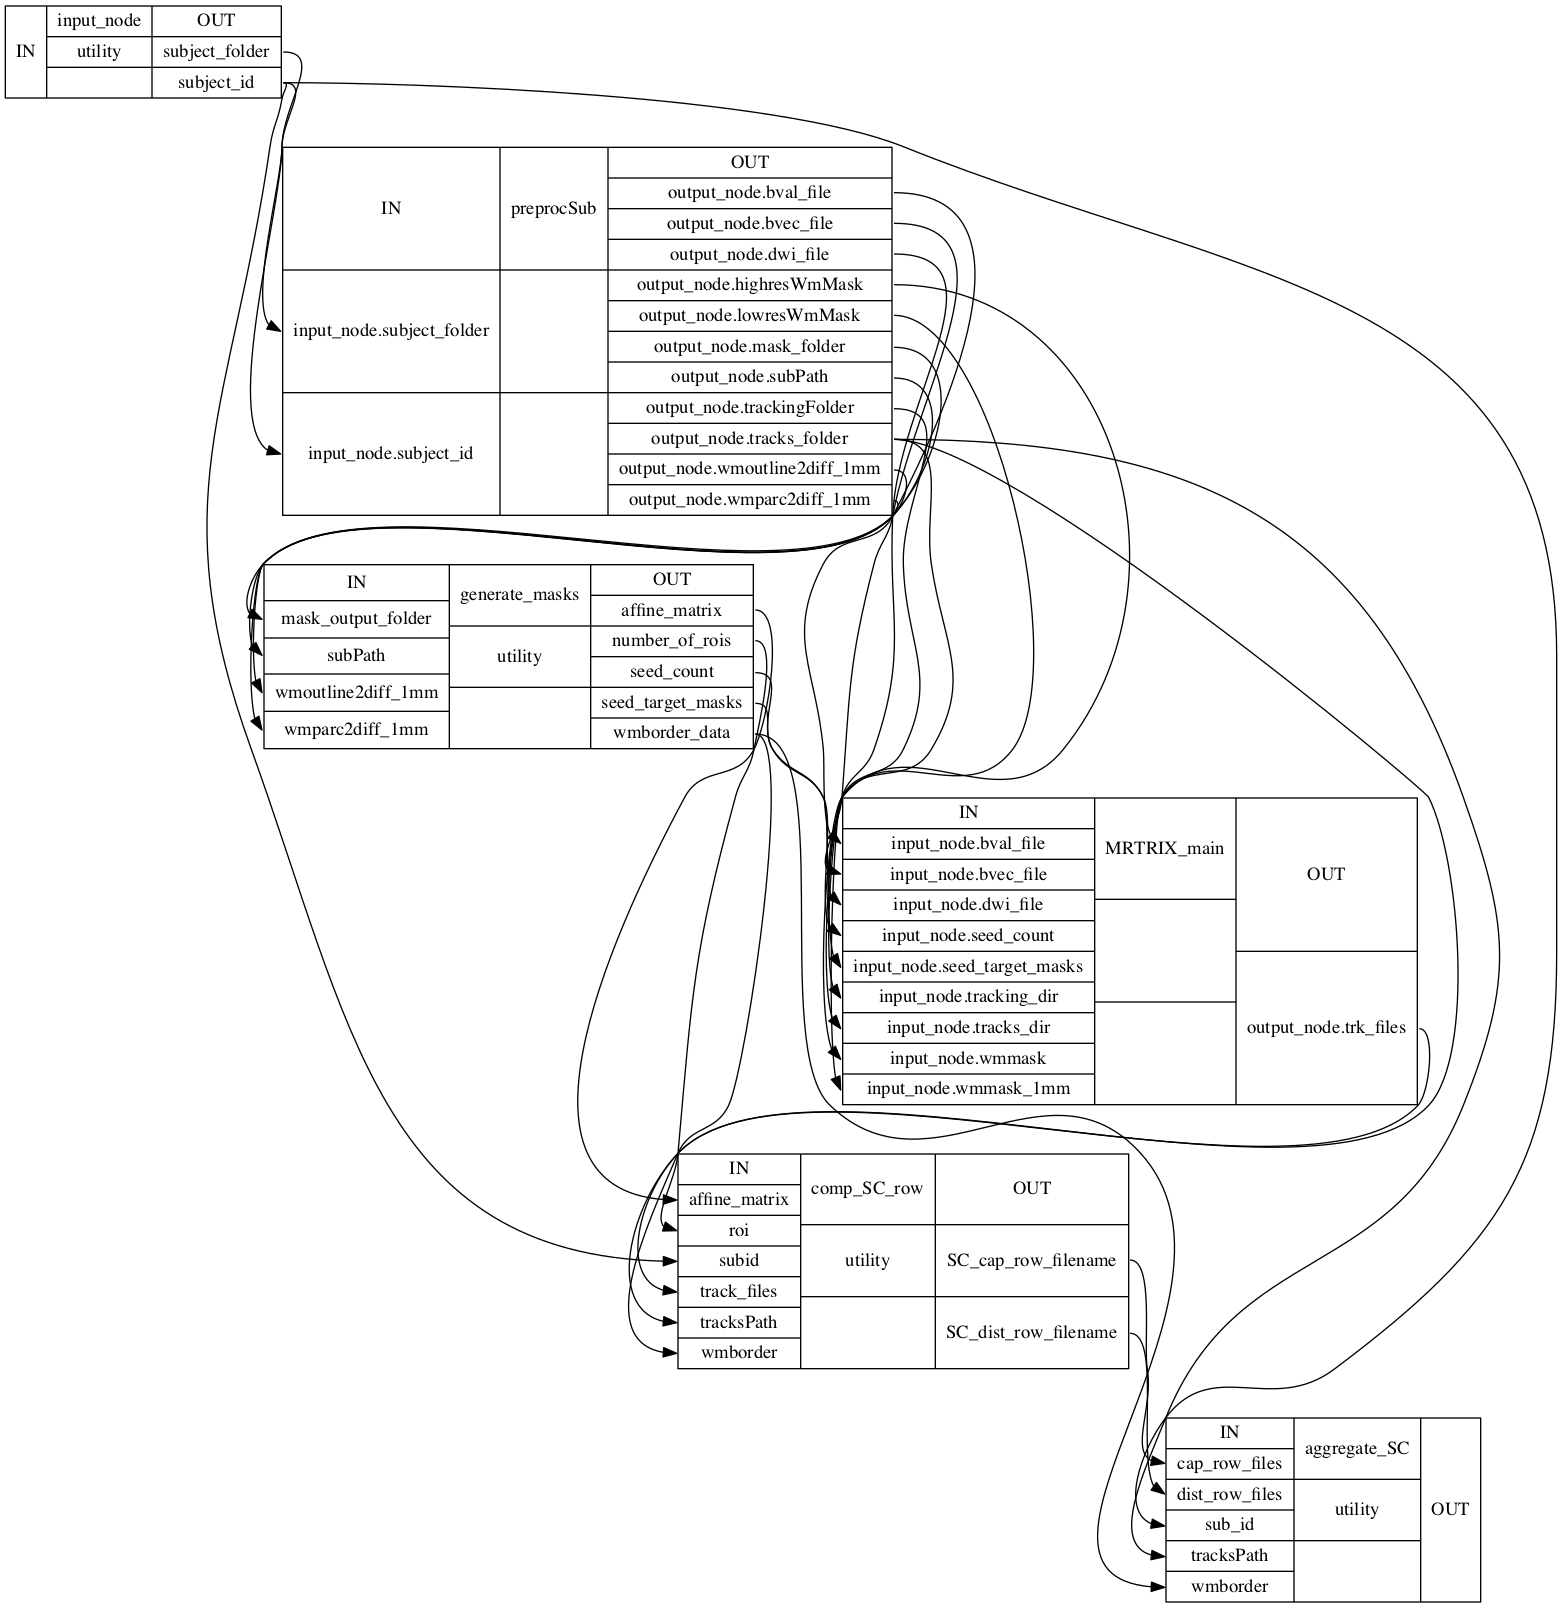 IN
input_node
utility
OUT
subject_folder
subject_id
IN
input_node.subject_folder
input_node.subject_id
preprocSub
OUT
output_node.bval_file
output_node.bvec_file
output_node.dwi_file
output_node.highresWmMask
output_node.lowresWmMask
output_node.mask_folder
output_node.subPath
output_node.trackingFolder
output_node.tracks_folder
output_node.wmoutline2diff_1mm
output_node.wmparc2diff_1mm
IN
mask_output_folder
subPath
wmoutline2diff_1mm
wmparc2diff_1mm
generate_masks
utility
OUT
affine_matrix
number_of_rois
seed_count
seed_target_masks
wmborder_data
IN
input_node.bval_file
input_node.bvec_file
input_node.dwi_file
input_node.seed_count
input_node.seed_target_masks
input_node.tracking_dir
input_node.tracks_dir
input_node.wmmask
input_node.wmmask_1mm
MRTRIX_main
OUT
output_node.trk_files
IN
affine_matrix
roi
subid
track_files
tracksPath
wmborder
comp_SC_row
utility
OUT
SC_cap_row_filename
SC_dist_row_filename
IN
cap_row_files
dist_row_files
sub_id
tracksPath
wmborder
aggregate_SC
utility
OUT